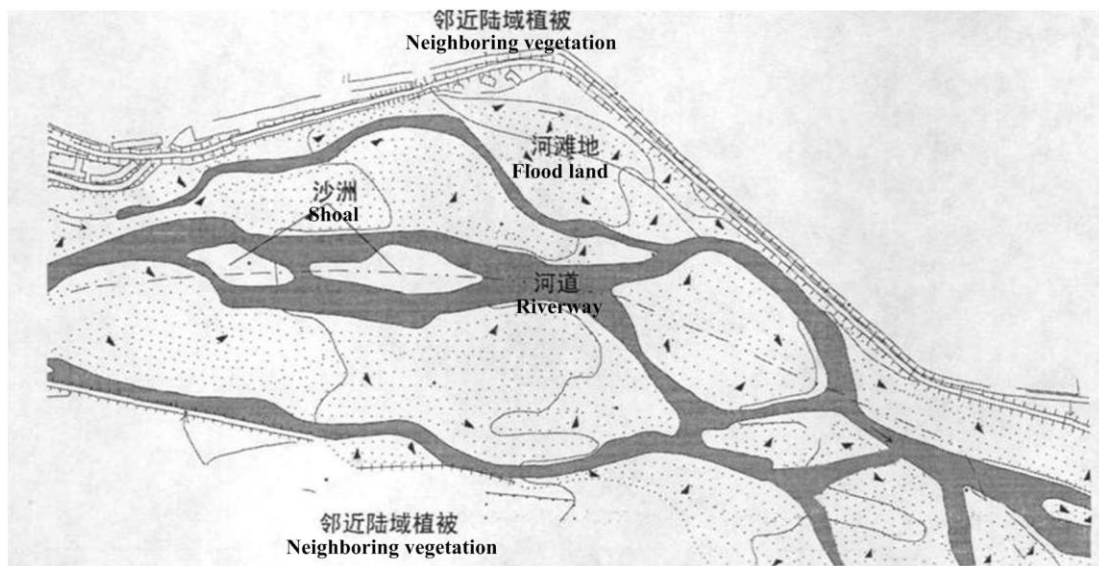 邻近陆域植被
Neighboring vegetation
河滩地
Flood land
沙洲
Shoal
河道
Riverway
邻近陆域植被
Neighboring vegetation